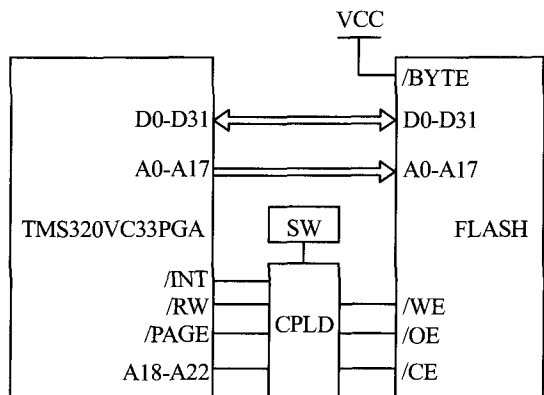 VCC
/BYTE
D0-D31
D0-D31
A0-A17
A0-A17
TMS320VC33PGA
SW
FLASH
/INT
/RW
CPLD
/WE
/PAGE
/OE
A18-A22
/CE